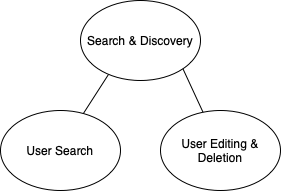 Search & Discovery
User Search
User Editing &
Deletion